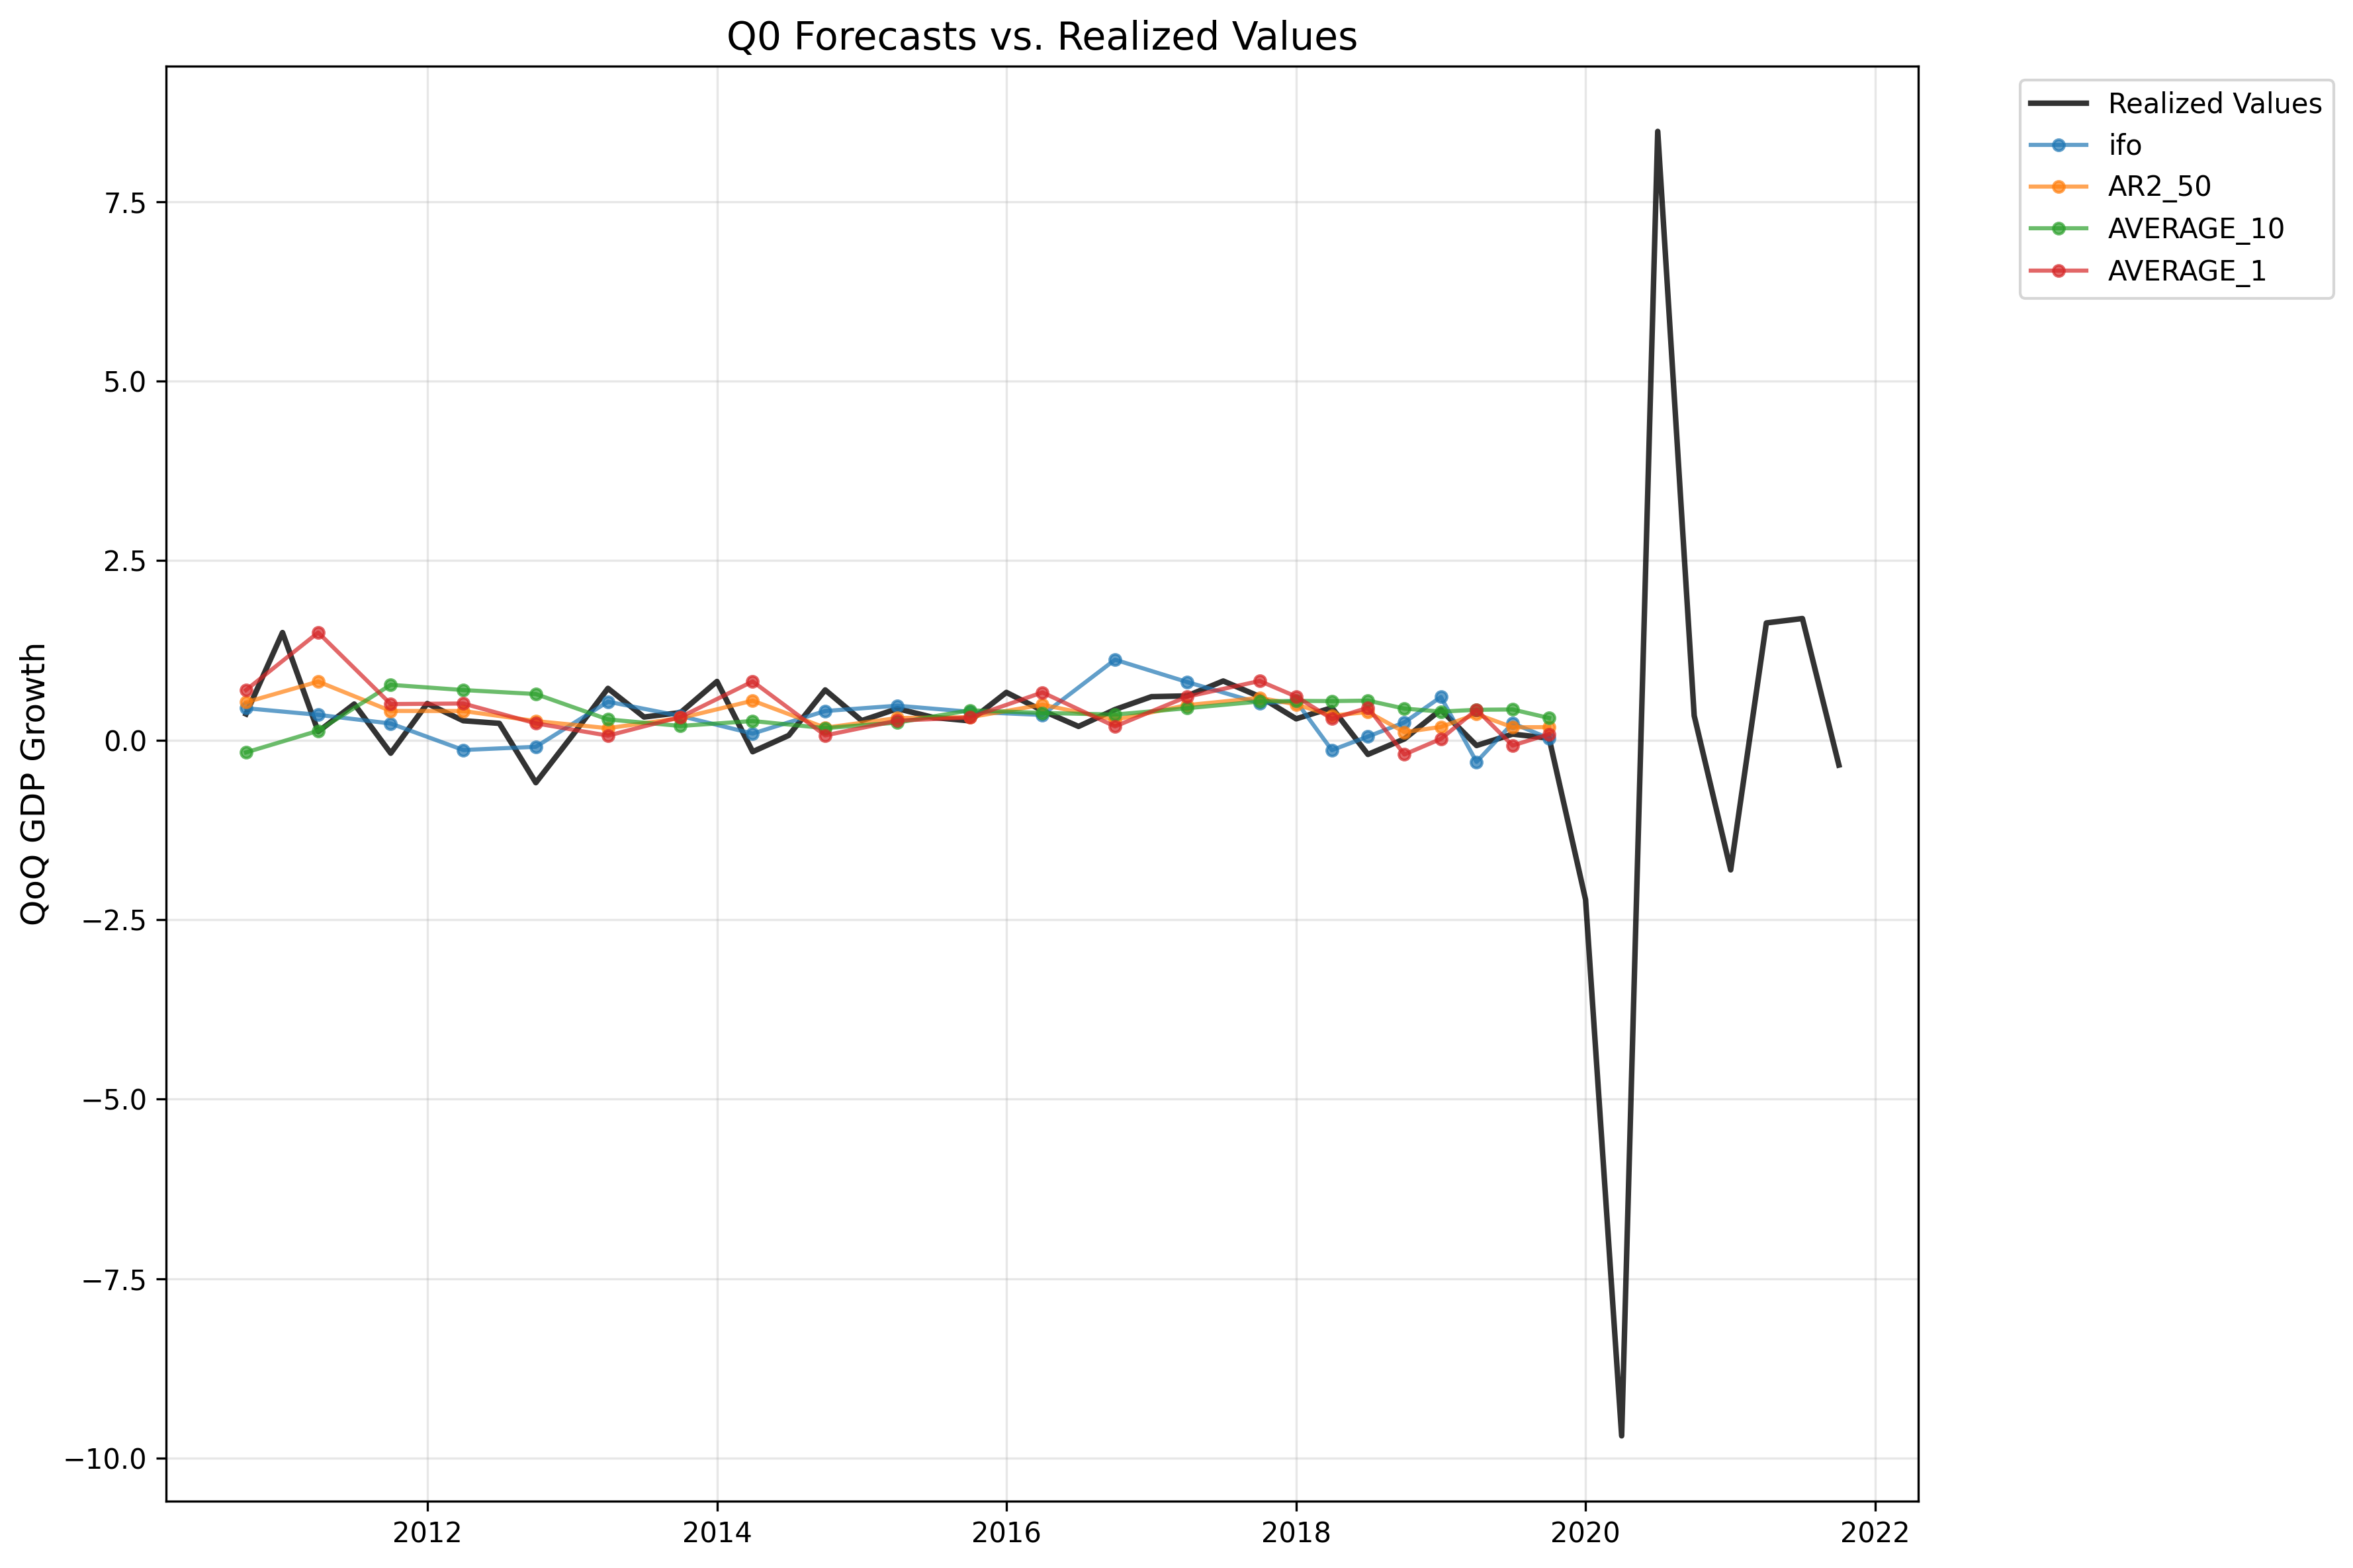 Q0 Forecasts vs. Realized Values
Realized Values
ifo
AR2_50
AVERAGE_10
AVERAGE_1
QoQ GDP Growth
7.5
5.0
2.5
0.0
−2.5
−5.0
−7.5
−10.0
2012 2014 2016 2018 2020 2022